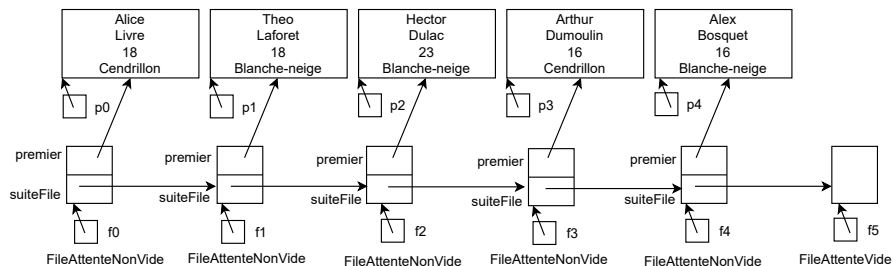 Alice
Livre
18
Cendrillon
Theo
Laforet
18
Blanche-neige
Hector
Dulac
23
Blanche-neige
Arthur
Dumoulin
16
Cendrillon
Alex
Bosquet
16
Blanche-neige
p0
p1
p2
p3
p4
premier
premier
premier
premier
premier
suiteFile
suiteFile
suiteFile
suiteFile
suiteFile
f0
f1
f2
f3
f4
f5
FileAttenteNonVide
FileAttenteNonVide
FileAttenteNonVide
FileAttenteNonVide
FileAttenteNonVide
FileAttenteVide